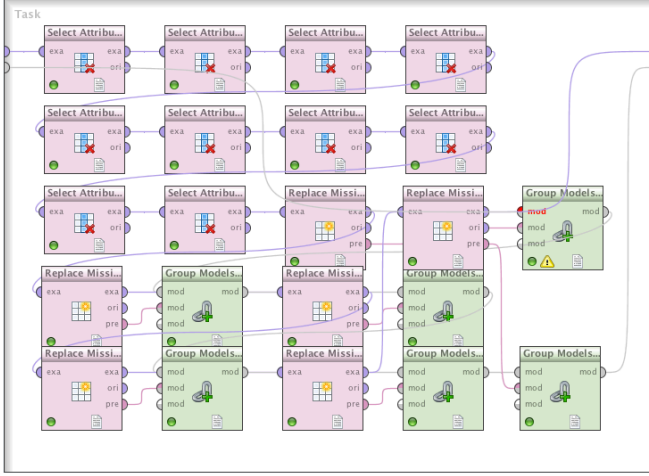 Task
Select Attribu... Select Attribu... Select Attribu... Select Attribu...
exa exa exa exa exa exa exa exa
ori ori ori ori
Select Attribu... Select Attribu... Select Attribu... Select Attribu...
exa exa exa exa exa exa exa exa
ori ori ori ori
Select Attribu... Select Attribu... Replace Missi... Replace Missi... Group Models...
exa exa exa exa exa exa exa exa mod mod
ori ori ori ori mod
pre pre mod
Replace Missi... Group Models... Replace Missi... Group Models...
exa exa mod mod exa exa mod mod
ori mod ori mod
pre mod pre mod
Replace Missi... Group Models... Replace Missi... Group Models... Group Models...
exa exa mod mod exa exa mod mod mod mod
ori mod ori mod mod
pre mod pre mod mod